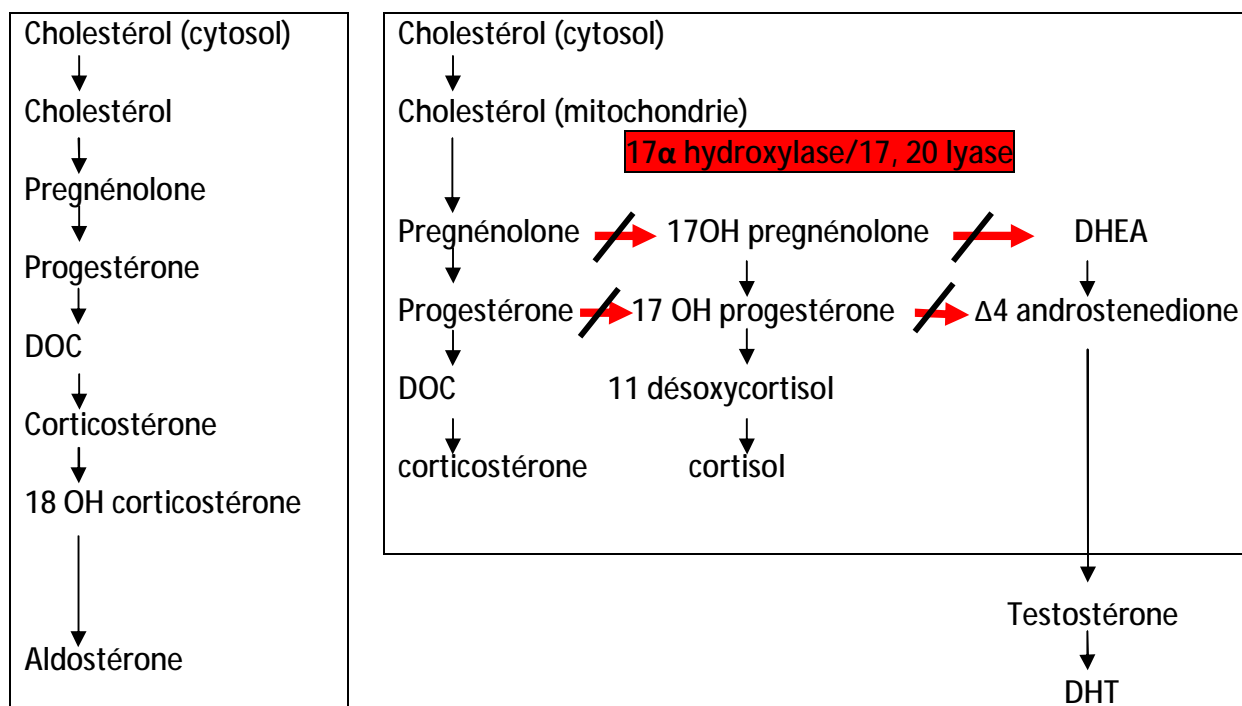 Cholestérol (cytosol)
Cholestérol
Pregnénolone
Progestérone
DOC
Corticostérone
18 OH corticostérone
Aldostérone
Cholestérol (cytosol)
Cholestérol (mitochondrie)
17α hydroxylase/17, 20 lyase
Pregnénolone 17OH pregnénolone DHEA
Progestérone 17 OH progestérone Δ4 androstenedione
DOC 11 désoxycortisol
corticostérone cortisol
Testostérone
DHT